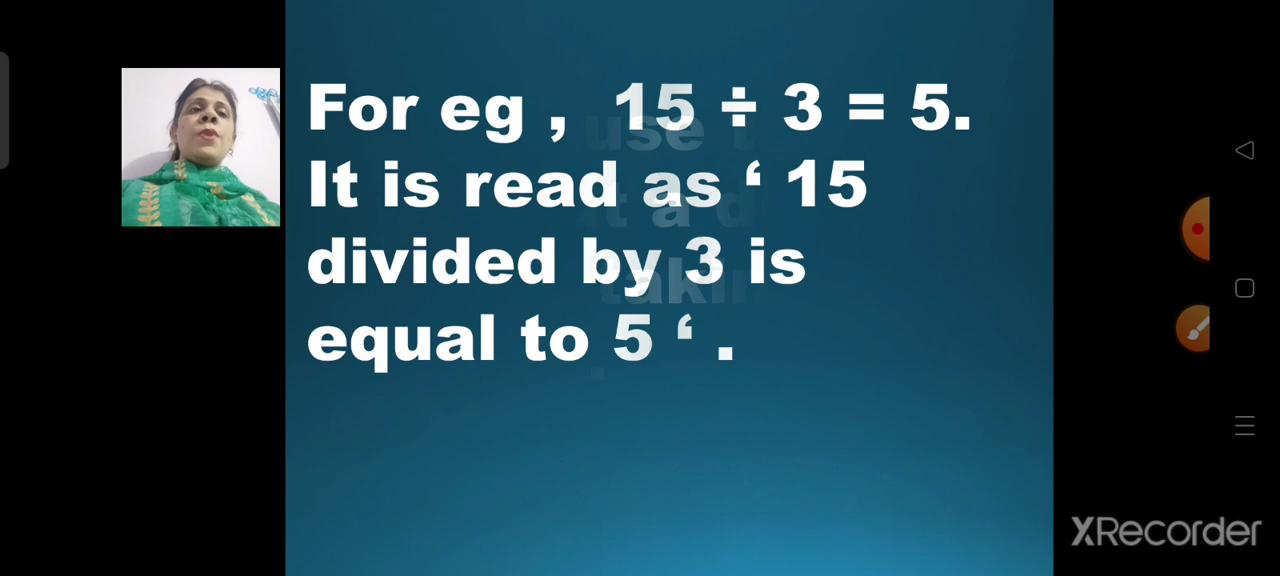 For eg , 15 ÷ 3 = 5.
It is read as ‘ 15
divided by 3 is
equal to 5 ‘ .
XRecorder